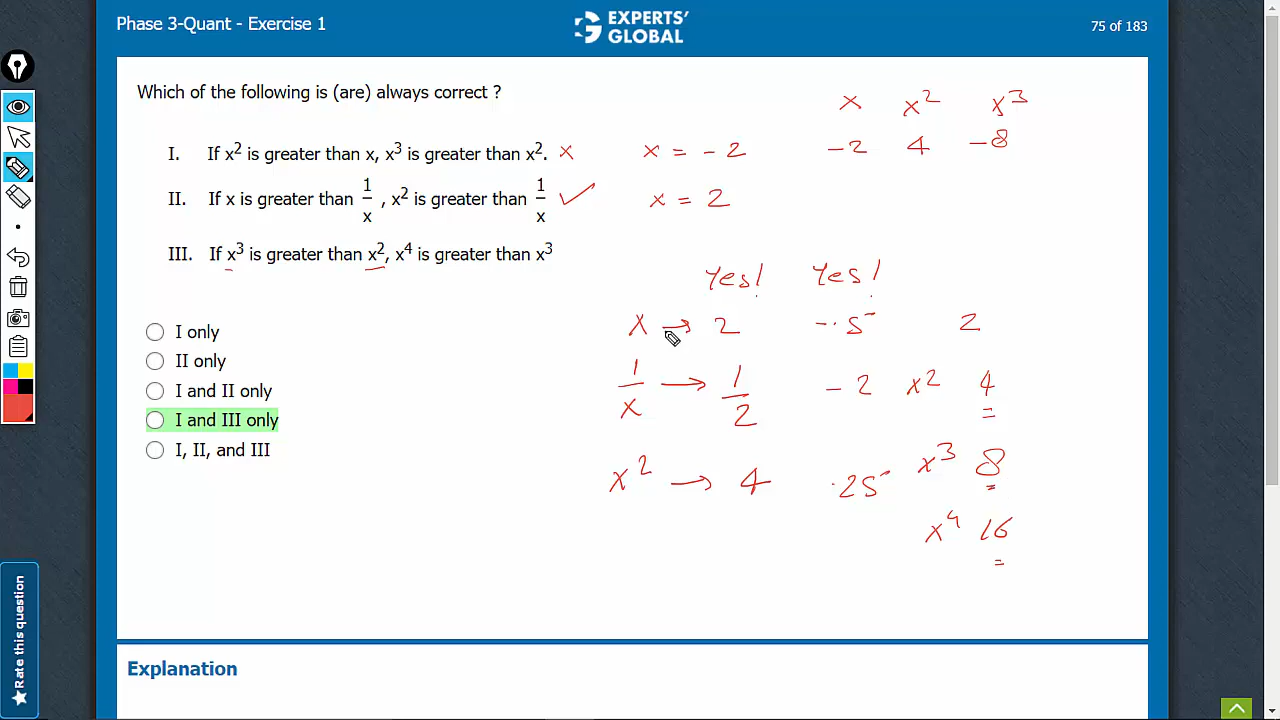 Phase 3-Quant - Exercise 1
EXPERTS'
GLOBAL
75 of 183
Which of the following is (are) always correct ?
x x² x³
I. If x² is greater than x, x³ is greater than x². x x = -2 -2 4 -8
II. If x is greater than 1/x , x² is greater than 1/x ✓ x = 2
III. If x³ is greater than x², x⁴ is greater than x³
Yes! Yes!
x → 2 -.5 2
1/x → 1/2 -2 x² 4
x³ 8
x² → 4 .25
x⁴ 16
I only
II only
I and II only
I and III only
I, II, and III
Rate this question
Explanation